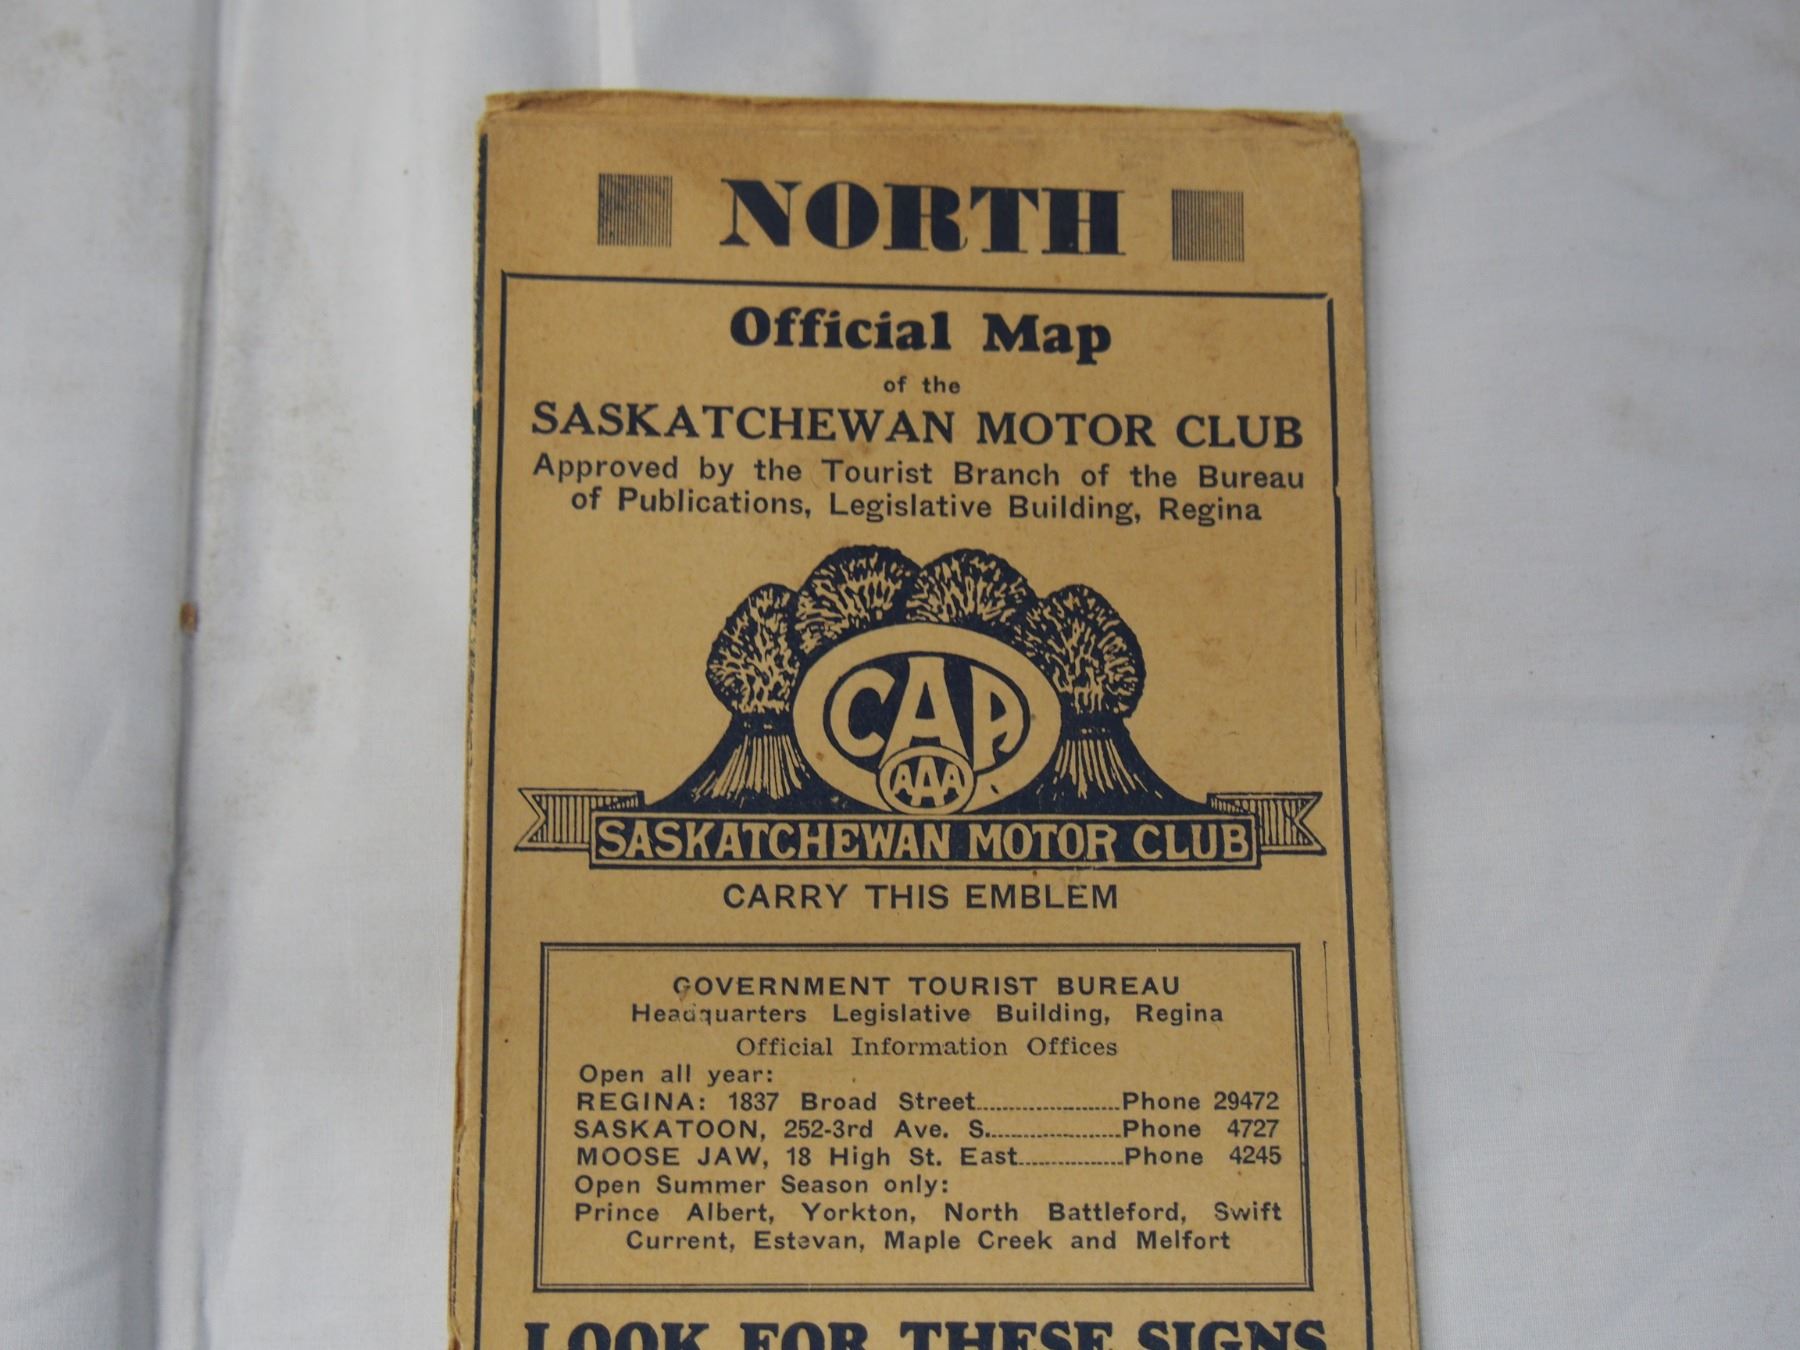 NORTH
Official Map
of the
SASKATCHEWAN MOTOR CLUB
Approved by the Tourist Branch of the Bureau
of Publications, Legislative Building, Regina
CAA
AAA
SASKATCHEWAN MOTOR CLUB
CARRY THIS EMBLEM
GOVERNMENT TOURIST BUREAU
Headquarters Legislative Building, Regina
Official Information Offices
Open all year:
REGINA: 1837 Broad Street....................Phone 29472
SASKATOON, 252-3rd Ave. S....................Phone 4727
MOOSE JAW, 18 High St. East...............Phone 4245
Open Summer Season only:
Prince Albert, Yorkton, North Battleford, Swift
Current, Estevan, Maple Creek and Melfort
LOOK FOR THESE SIGNS